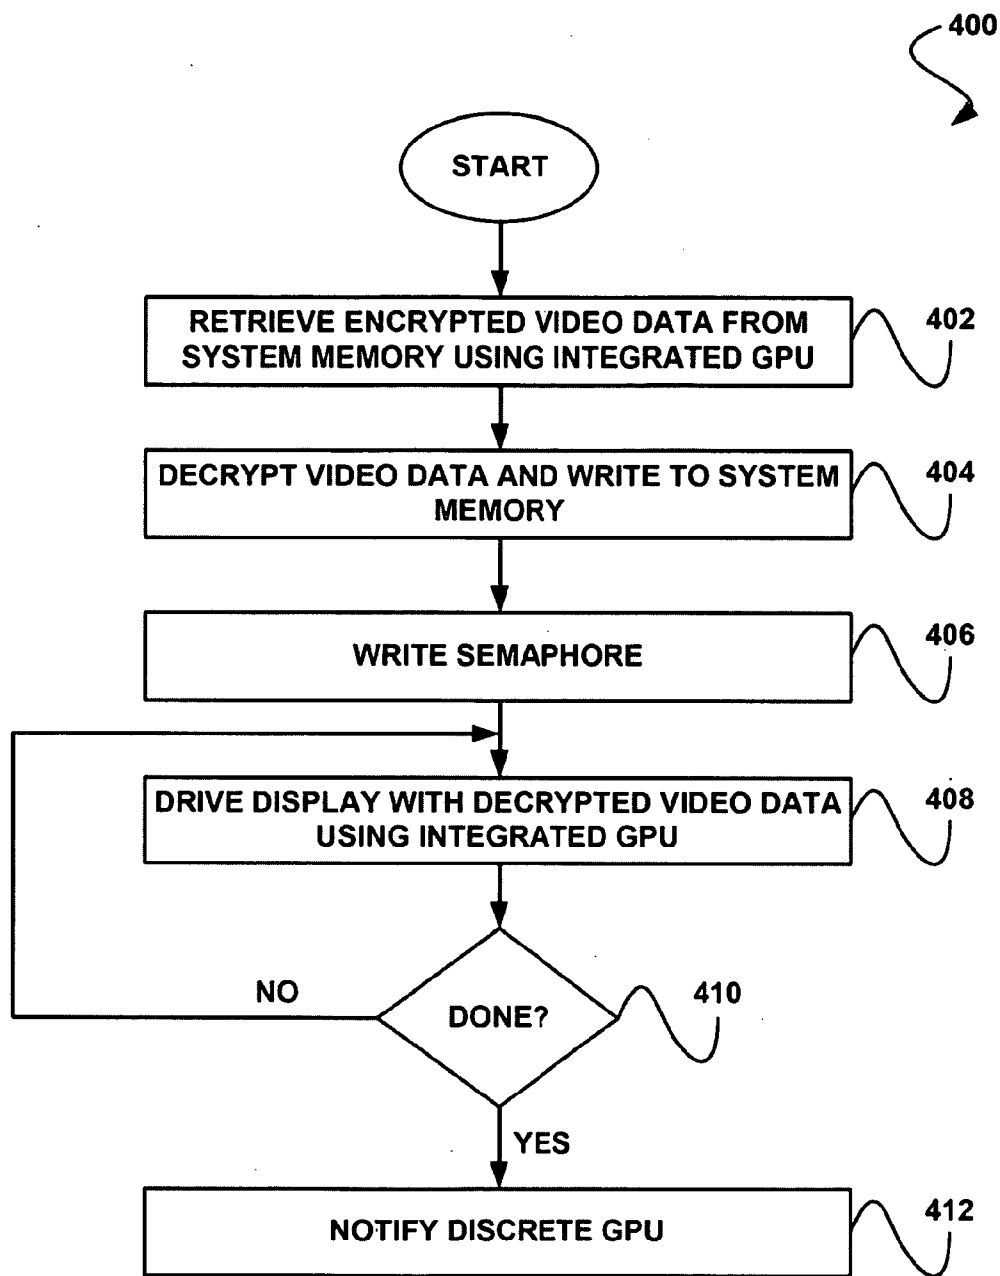 400
START
RETRIEVE ENCRYPTED VIDEO DATA FROM
SYSTEM MEMORY USING INTEGRATED GPU
402
DECRYPT VIDEO DATA AND WRITE TO SYSTEM
MEMORY
404
WRITE SEMAPHORE
406
DRIVE DISPLAY WITH DECRYPTED VIDEO DATA
USING INTEGRATED GPU
408
NO
DONE?
410
YES
NOTIFY DISCRETE GPU
412